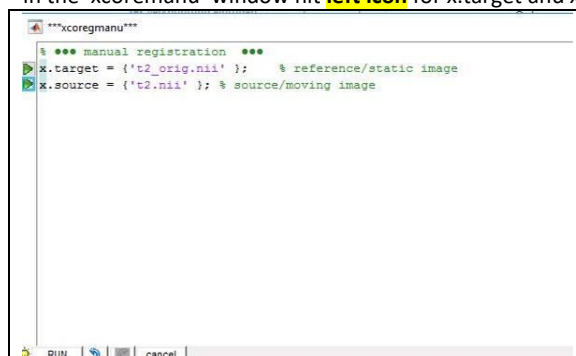 In the 'xcoregmanu' window hit left icon for x.target and x
***xcoregmanu***
% ●●● manual registration ●●●
x.target = {'t2_orig.nii' }; % reference/static image
x.source = {'t2.nii' }; % source/moving image
RUN
cancel